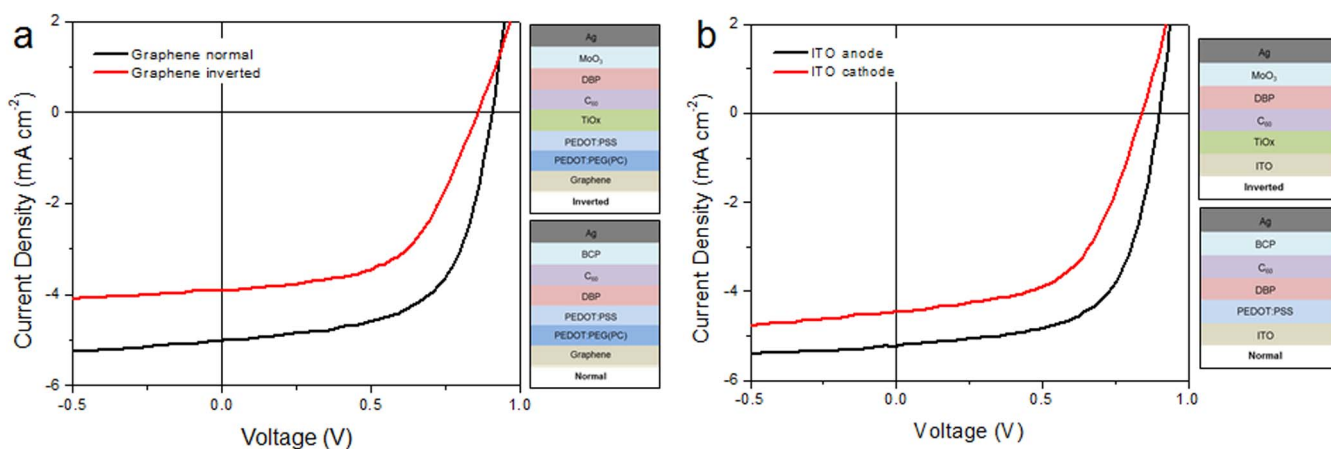 a
Graphene normal
Graphene inverted
2
0
-2
-4
-6
-0.5
0.0
0.5
1.0
Current Density (mA cm⁻²)
Voltage (V)
Ag
MoO₃
DBP
C₆₀
TiOx
PEDOT:PSS
PEDOT:PEG(PC)
Graphene
Inverted
Ag
BCP
C₆₀
DBP
PEDOT:PSS
PEDOT:PEG(PC)
Graphene
Normal
b
ITO anode
ITO cathode
2
0
-2
-4
-6
-0.5
0.0
0.5
1.0
Current Density (mA cm⁻²)
Voltage (V)
Ag
MoO₃
DBP
C₆₀
TiOx
ITO
Inverted
Ag
BCP
C₆₀
DBP
PEDOT:PSS
ITO
Normal